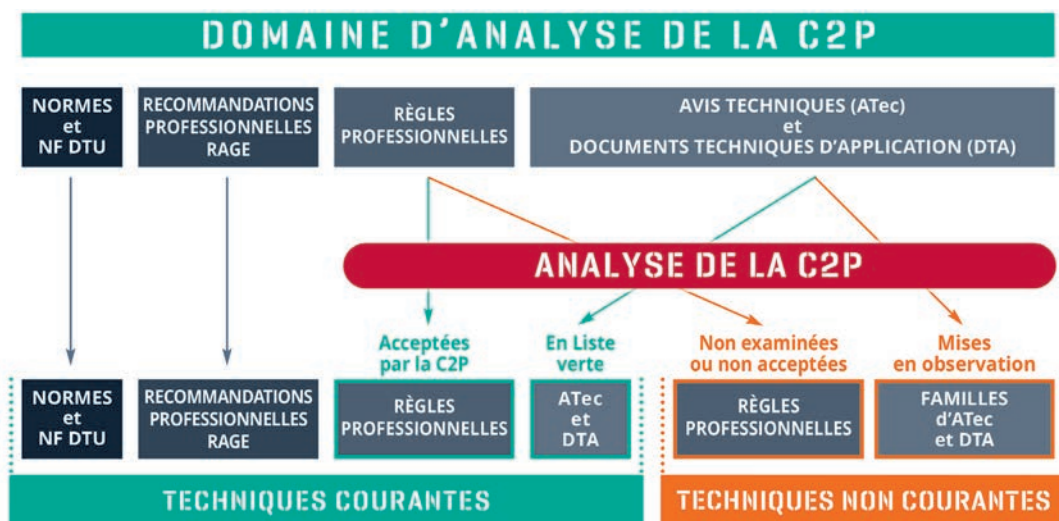 DOMAINE D'ANALYSE DE LA C2P
NORMES
et
NF DTU
RECOMMANDATIONS
PROFESSIONNELLES
RAGE
RÈGLES
PROFESSIONNELLES
AVIS TECHNIQUES (ATec)
et
DOCUMENTS TECHNIQUES D'APPLICATION (DTA)
ANALYSE DE LA C2P
Acceptées
par la C2P
En Liste
verte
Non examinées
ou non acceptées
Mises
en observation
NORMES
et
NF DTU
RECOMMANDATIONS
PROFESSIONNELLES
RAGE
RÈGLES
PROFESSIONNELLES
ATec
et
DTA
RÈGLES
PROFESSIONNELLES
FAMILLES
d'ATec
et DTA
TECHNIQUES COURANTES
TECHNIQUES NON COURANTES